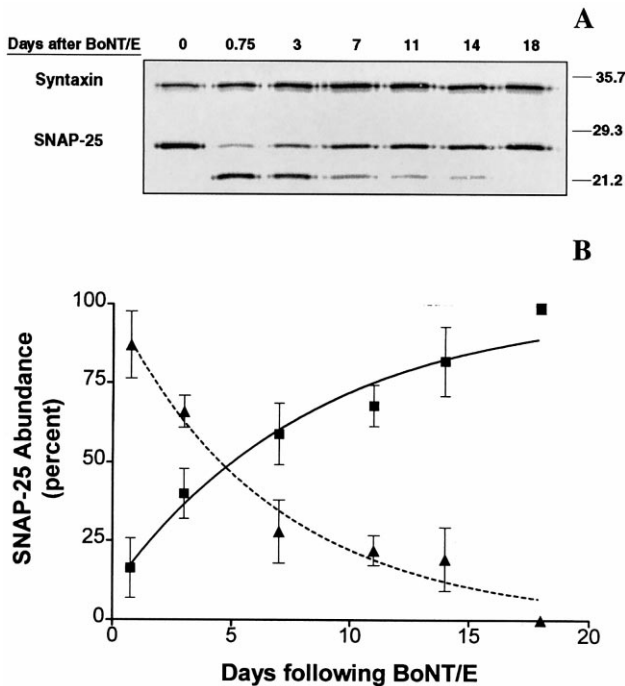 A
Days after BoNT/E 0 0.75 3 7 11 14 18
Syntaxin
35.7
29.3
SNAP-25
21.2
B
100
75
50
25
0
SNAP-25 Abundance
(percent)
0 5 10 15 20
Days following BoNT/E